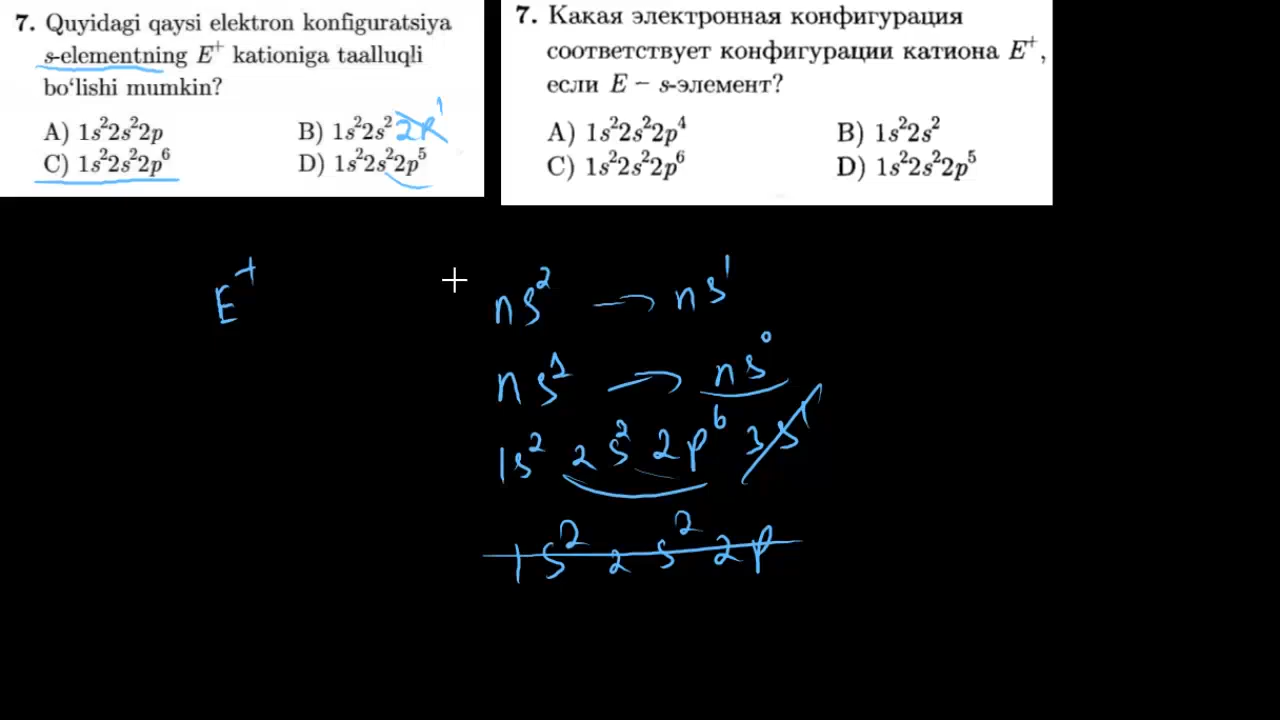 7. Quyidagi qaysi elektron konfiguratsiya
s-elementning E⁺ kationiga taalluqli
bo‘lishi mumkin?
A) 1s²2s²2p B) 1s²2s² 2p¹
C) 1s²2s²2p⁶ D) 1s²2s²2p⁵
7. Какая электронная конфигурация
соответствует конфигурации катиона E⁺,
если E – s-элемент?
A) 1s²2s²2p⁴ B) 1s²2s²
C) 1s²2s²2p⁶ D) 1s²2s²2p⁵
E⁺
ns² → ns¹
ns¹ → ns⁰
1s² 2s² 2p⁶ 3s¹
1s² 2s² 2p